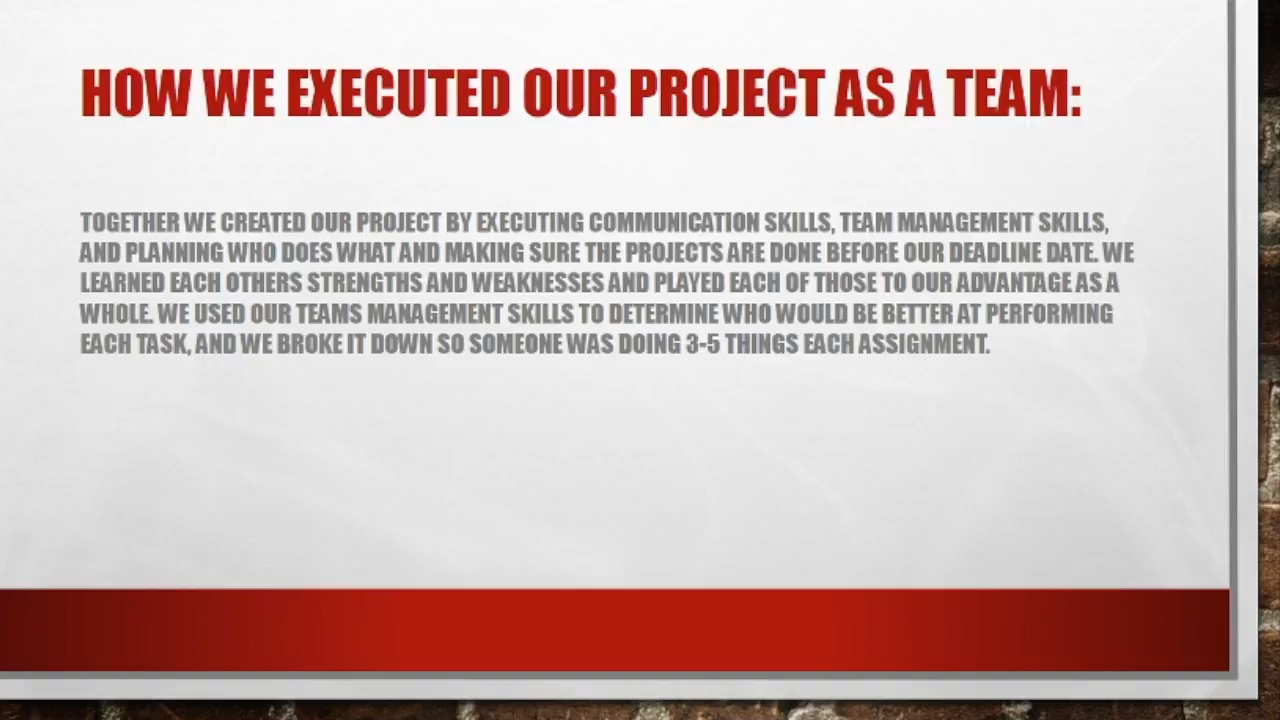 HOW WE EXECUTED OUR PROJECT AS A TEAM:
TOGETHER WE CREATED OUR PROJECT BY EXECUTING COMMUNICATION SKILLS, TEAM MANAGEMENT SKILLS,
AND PLANNING WHO DOES WHAT AND MAKING SURE THE PROJECTS ARE DONE BEFORE OUR DEADLINE DATE. WE
LEARNED EACH OTHERS STRENGTHS AND WEAKNESSES AND PLAYED EACH OF THOSE TO OUR ADVANTAGE AS A
WHOLE. WE USED OUR TEAMS MANAGEMENT SKILLS TO DETERMINE WHO WOULD BE BETTER AT PERFORMING
EACH TASK, AND WE BROKE IT DOWN SO SOMEONE WAS DOING 3-5 THINGS EACH ASSIGNMENT.